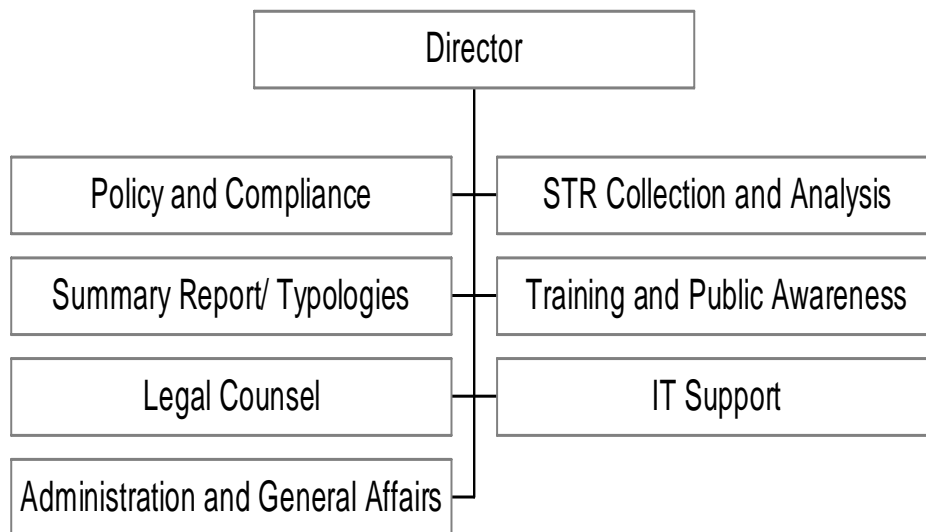 Director
Policy and Compliance
STR Collection and Analysis
Summary Report/ Typologies
Training and Public Awareness
Legal Counsel
IT Support
Administration and General Affairs